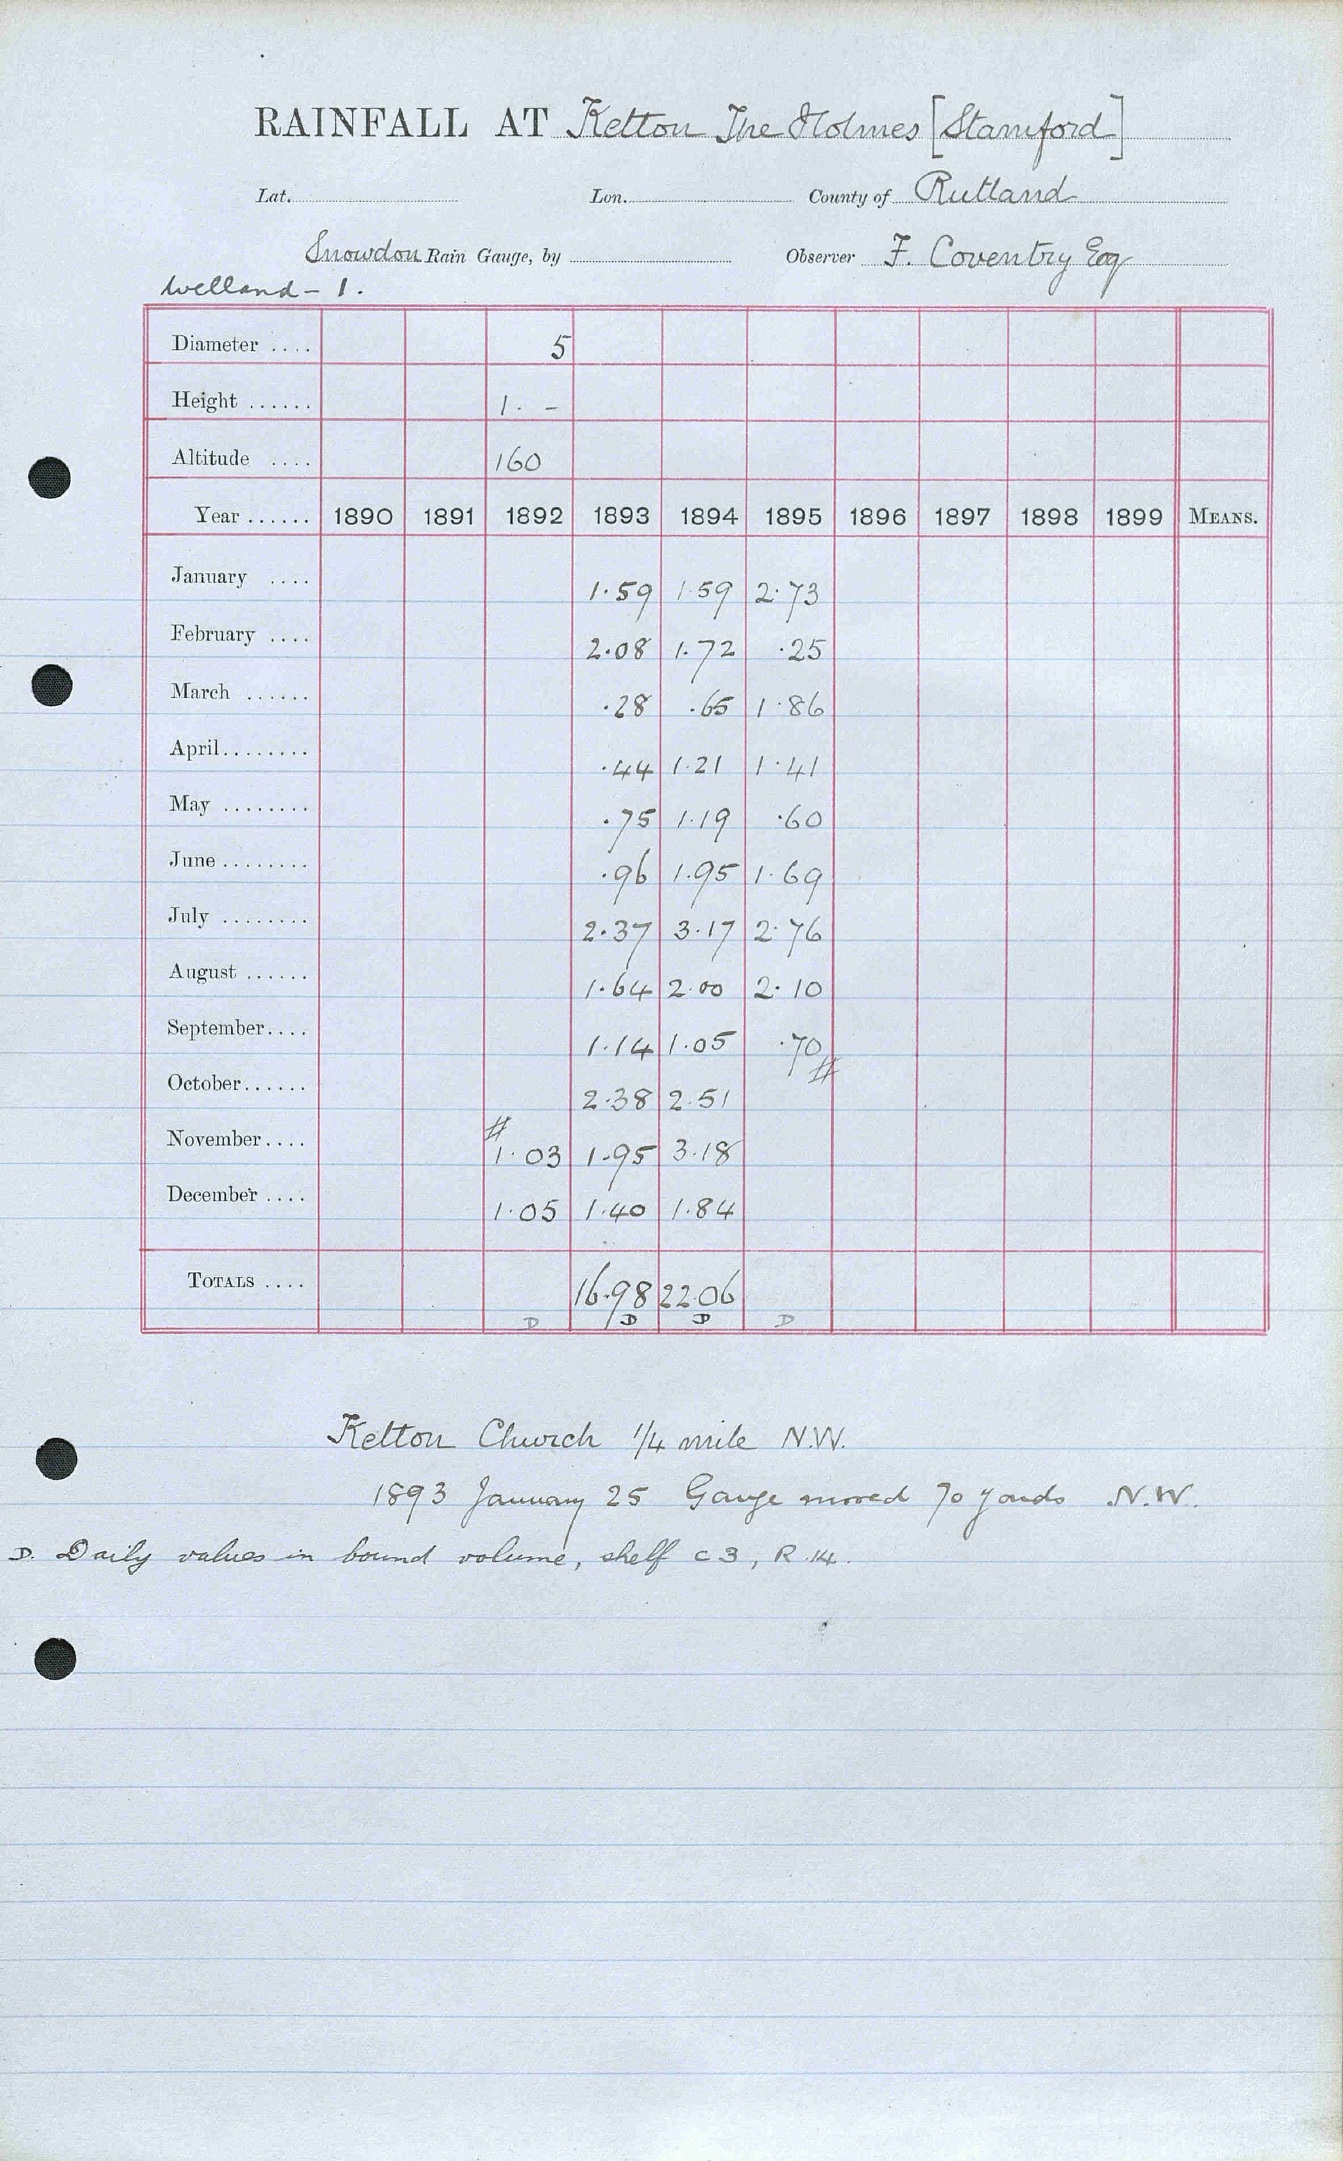 RAINFALL AT Ketton The Holmes [Stamford]
Lat. Lon. County of Rutland
Snowdon Rain Gauge, by Observer F. Coventry Esq
Welland - 1.
Diameter .... 5
Height ...... 1. -
Altitude .... 160
Year ...... 1890 1891 1892 1893 1894 1895 1896 1897 1898 1899 MEANS.
January .... 1.59 1.59 2.73
February .... 2.08 1.72 .25
March ...... .28 .65 1.86
April........ .44 1.21 1.41
May ........ .75 1.19 .60
June ........ .96 1.95 1.69
July ........ 2.37 3.17 2.76
August ...... 1.64 2.00 2.10
September.... 1.14 1.05 .70 #
October...... 2.38 2.51
November.... # 1.03 1.95 3.18
December .... 1.05 1.40 1.84
TOTALS .... 16.98 22.06
D D D D
Ketton Church 1/4 mile N.W.
1893 January 25 Gauge moved 70 yards N.W.
D. Daily values in bound volume, shelf C3, R.14.